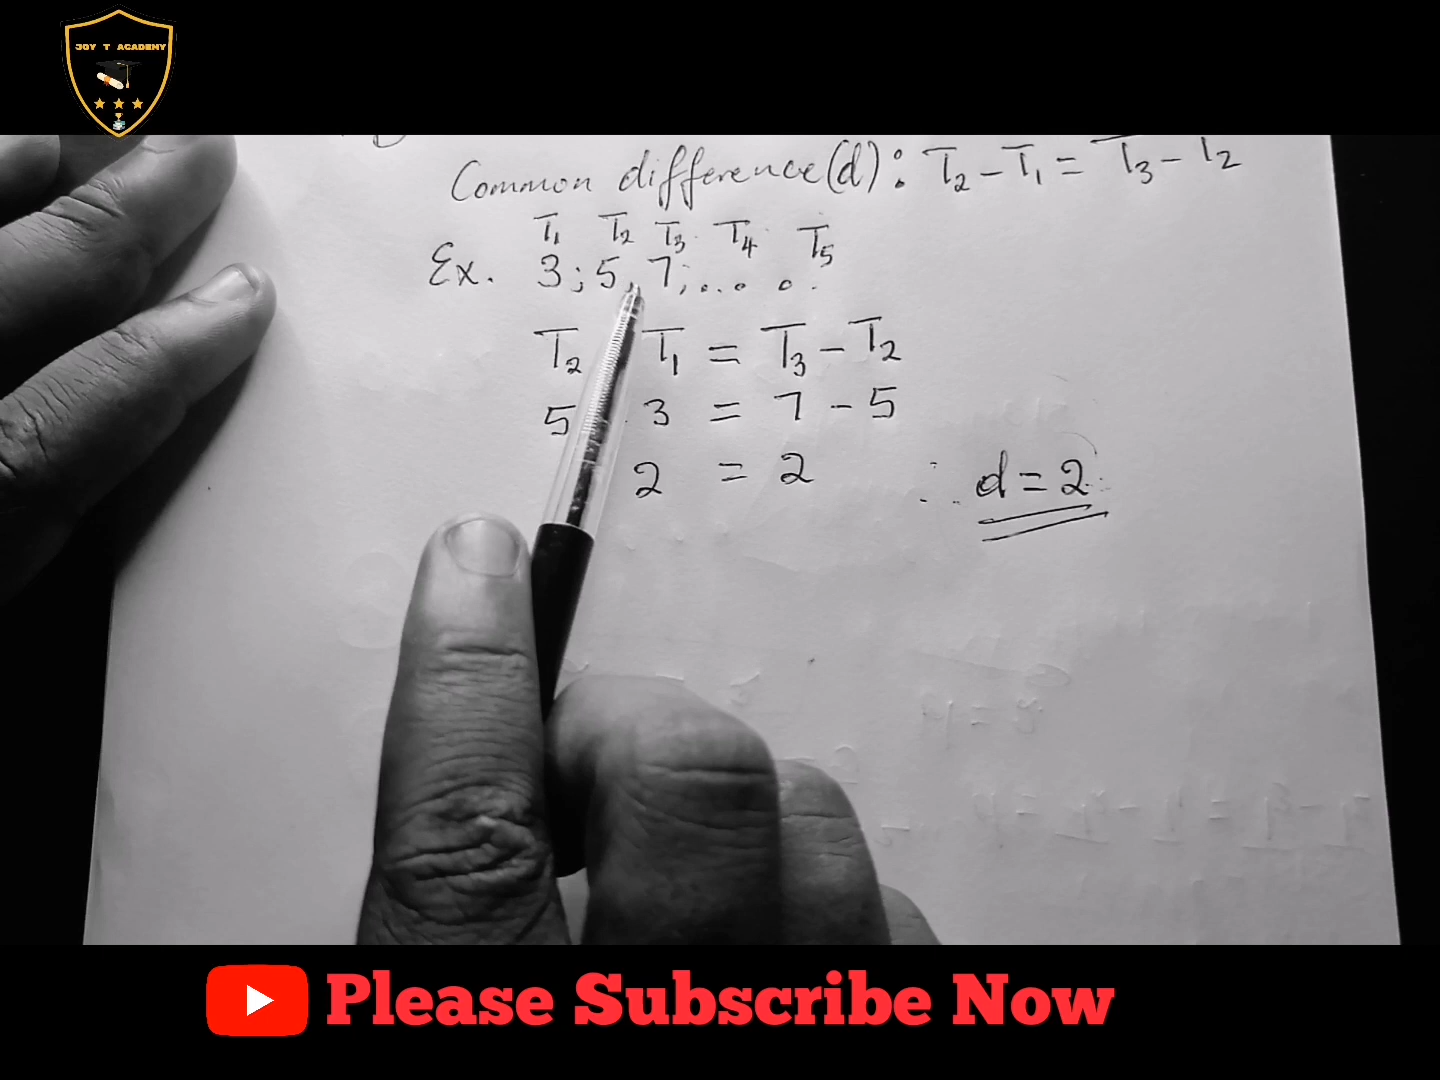 JOY T ACADEMY
Common difference(d): T₂ - T₁ = T₃ - T₂
T₁ T₂ T₃ T₄ T₅
Ex. 3; 5; 7; . . . . .
T₂ T₁ = T₃ - T₂
5 3 = 7 - 5
2 = 2 ∴ d = 2
Please Subscribe Now